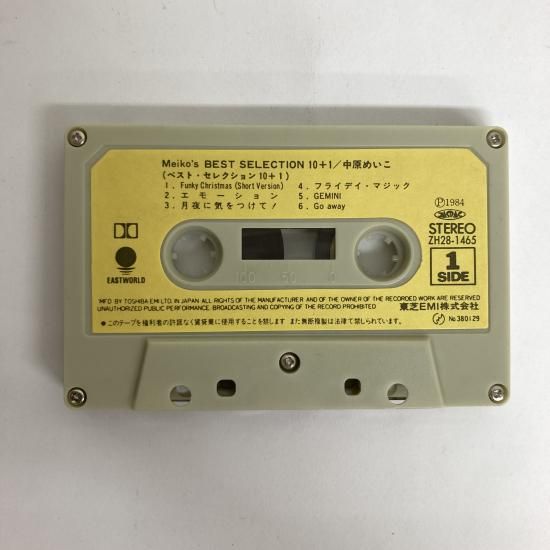 Meiko's BEST SELECTION 10+1／中原めいこ
(ベスト・セレクション 10＋1)
1. Funky Christmas (Short Version)
2. エモーション
3. 月夜に気をつけて！
4. フライデイ・マジック
5. GEMINI
6. Go away
Ⓟ1984
STEREO
ZH28-1465
1
SIDE
EASTWORLD
100 50 0
MFD BY TOSHIBA EMI LTD. IN JAPAN ALL RIGHTS OF THE MANUFACTURER AND OF THE OWNER OF THE RECORDED WORK ARE RESERVED
UNAUTHORIZED PUBLIC PERFORMANCE. BROADCASTING AND COPYING OF THE RECORD PROHIBITED
東芝EMI株式会社
●このテープを権利者の許諾なく賃貸業に使用することを禁じます また無断複製は法律で禁じられています。
No.380129